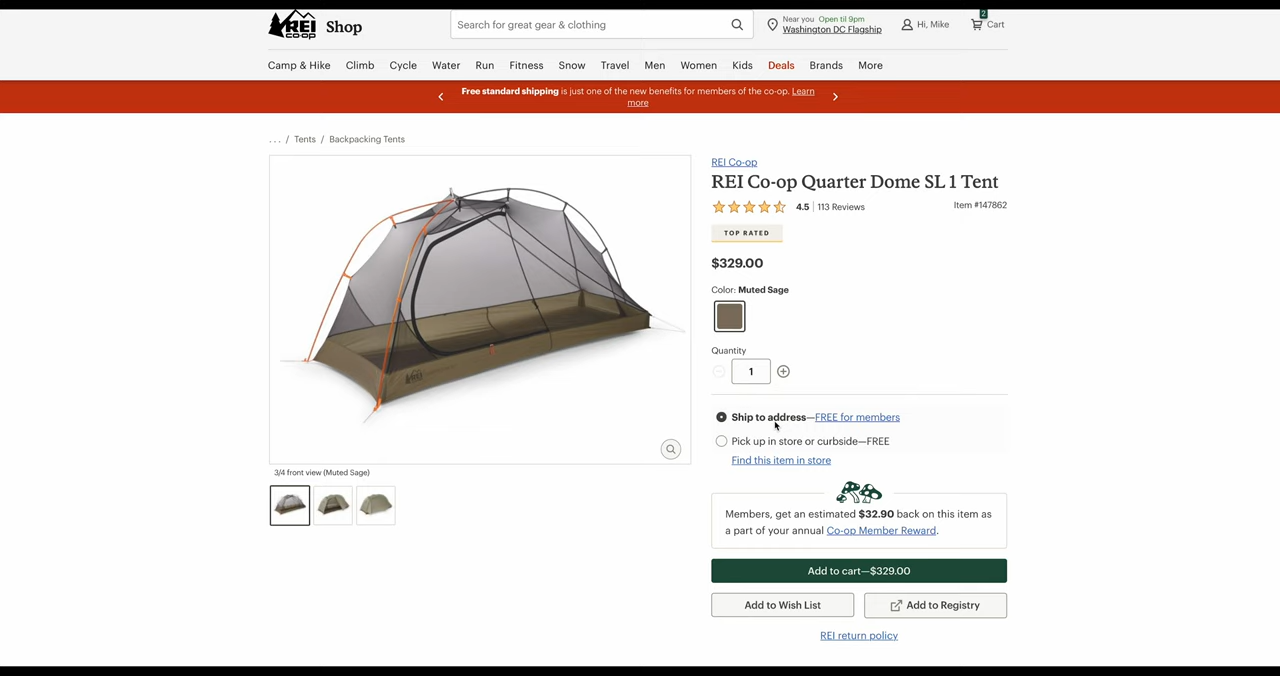 REI
CO·OP
Shop
Search for great gear & clothing
Near you Open til 9pm
Washington DC Flagship
Hi, Mike
2
Cart
Camp & Hike Climb Cycle Water Run Fitness Snow Travel Men Women Kids Deals Brands More
Free standard shipping is just one of the new benefits for members of the co-op. Learn
more
... / Tents / Backpacking Tents
REI Co-op
REI Co-op Quarter Dome SL 1 Tent
4.5 | 113 Reviews
Item #147862
TOP RATED
$329.00
Color: Muted Sage
Quantity
1
Ship to address—FREE for members
Pick up in store or curbside—FREE
Find this item in store
3/4 front view (Muted Sage)
Members, get an estimated $32.90 back on this item as
a part of your annual Co-op Member Reward.
Add to cart—$329.00
Add to Wish List
Add to Registry
REI return policy